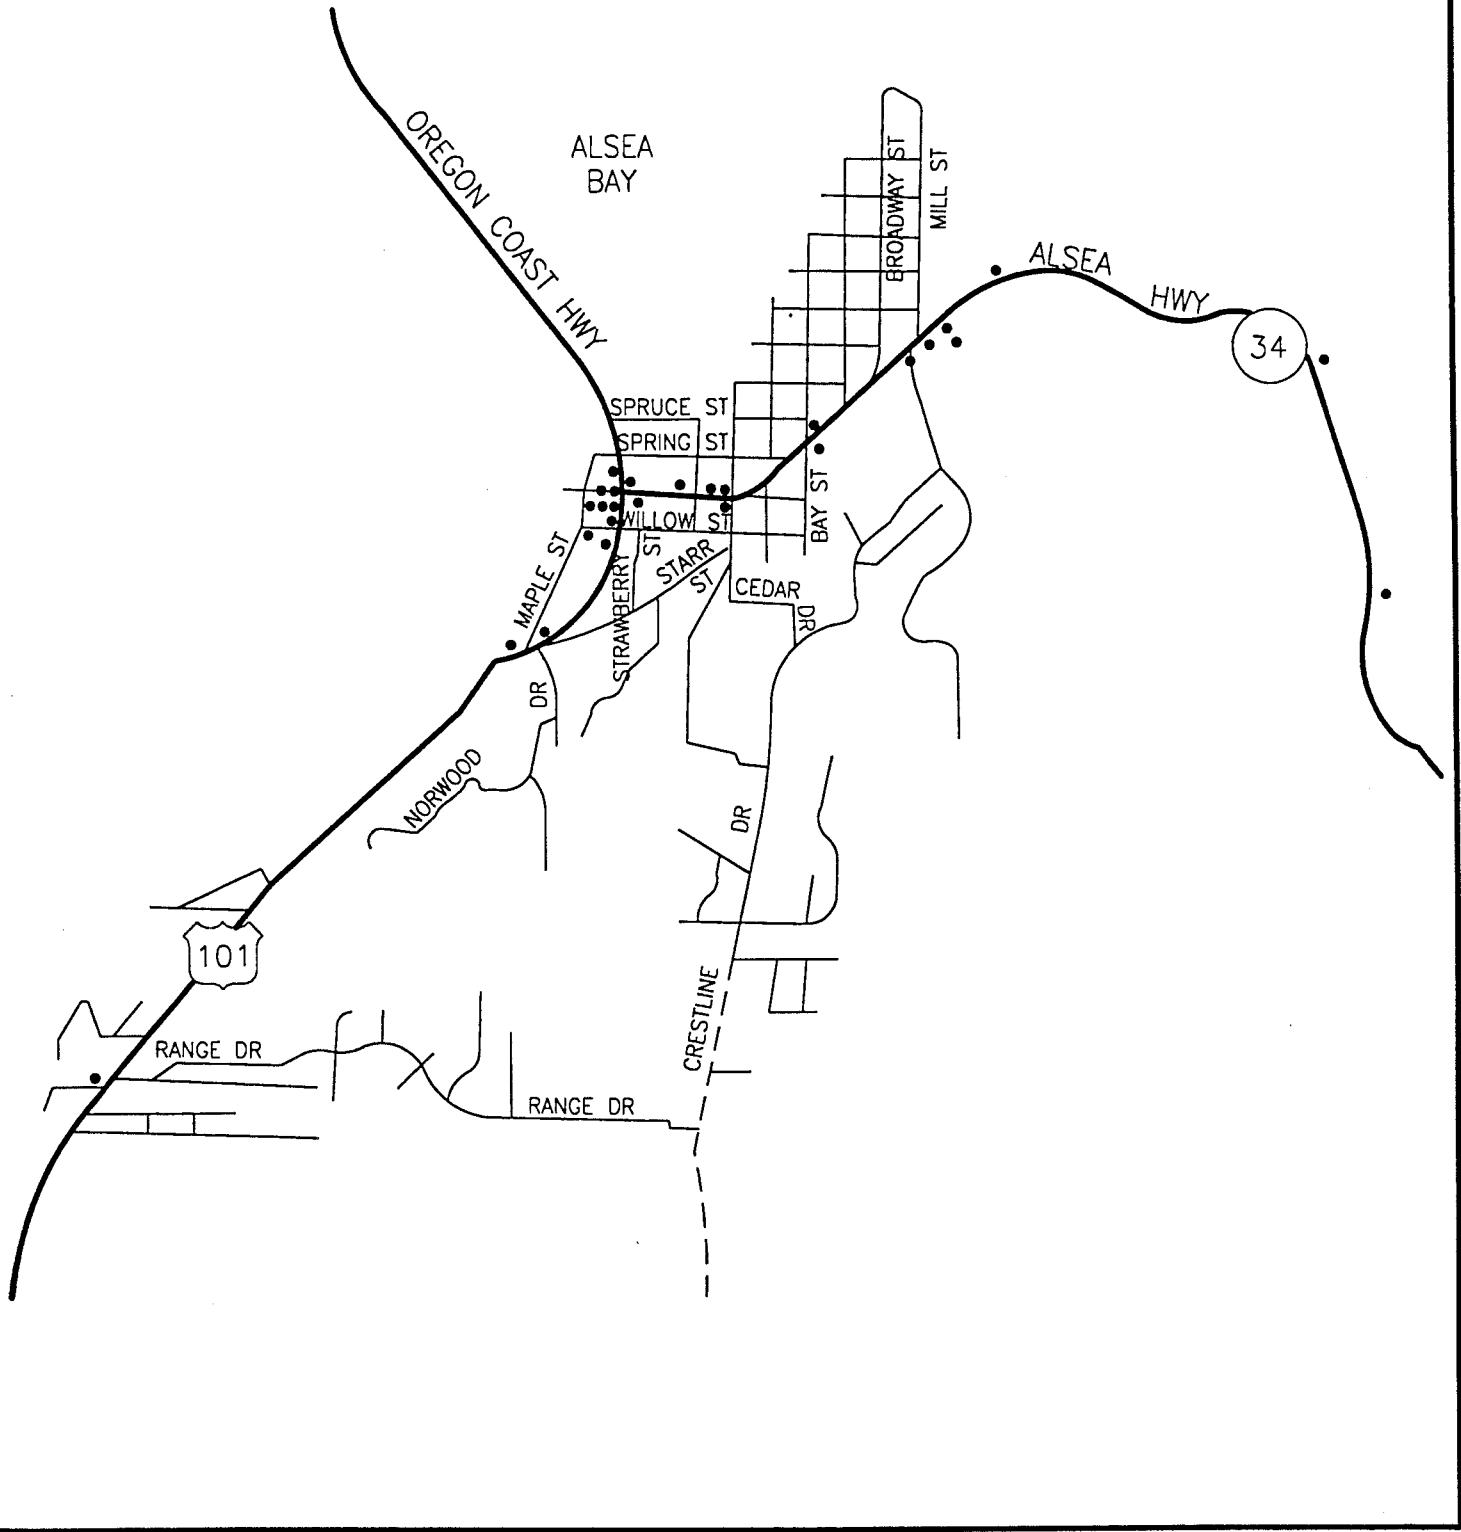 OREGON COAST HWY
ALSEA
BAY
BROADWAY ST
MILL ST
ALSEA HWY
34
SPRUCE ST
SPRING ST
WILLOW ST
BAY ST
MAPLE ST
STRAWBERRY ST
STARR ST
CEDAR DR
DR
NORWOOD
DR
CRESTLINE
101
RANGE DR
RANGE DR